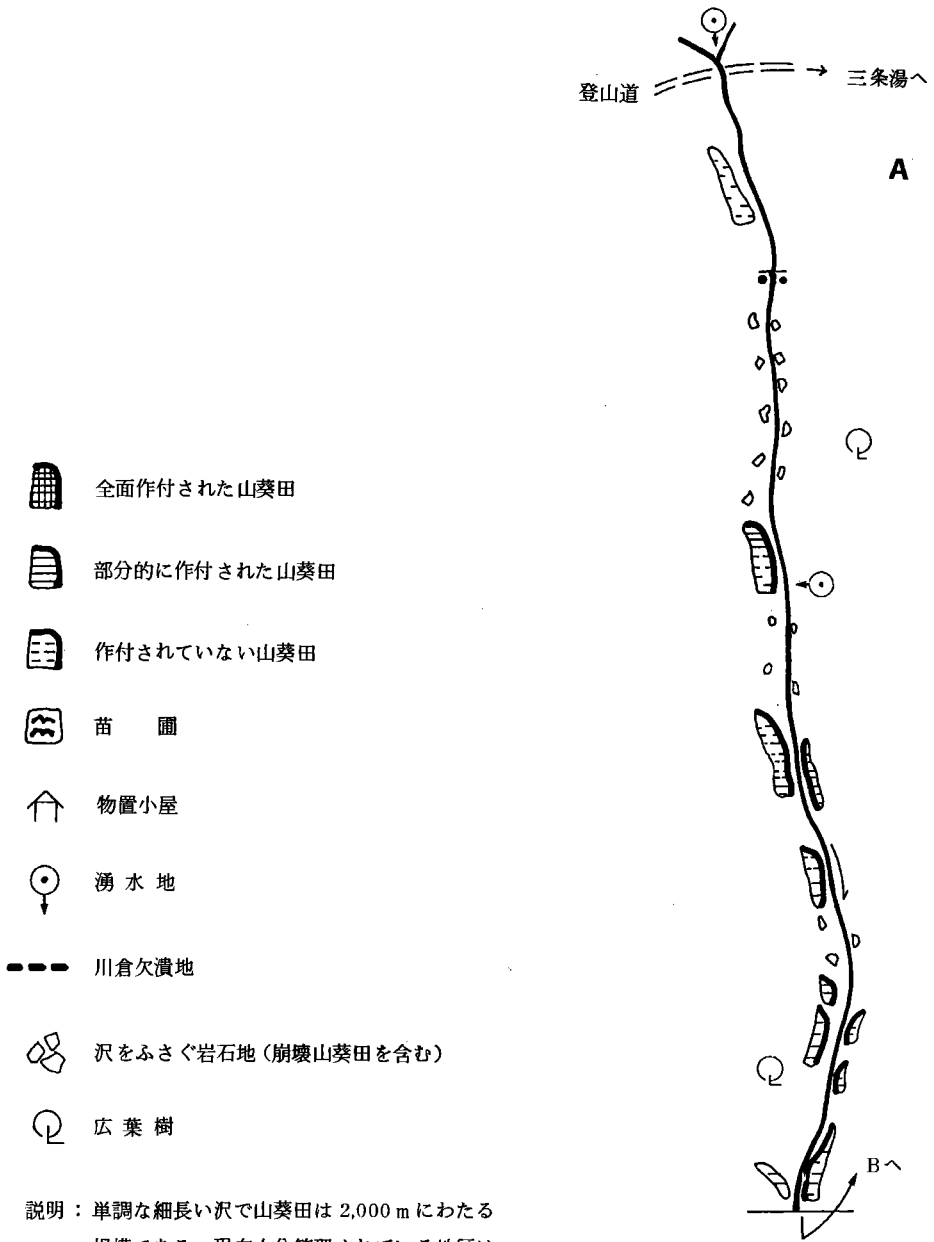 登山道
三条湯へ
A
全面作付された山葵田
部分的に作付された山葵田
作付されていない山葵田
苗 圃
物置小屋
湧水地
川倉欠潰地
沢をふさぐ岩石地（崩壊山葵田を含む）
広葉樹
Bへ
説明：単調な細長い沢で山葵田は 2,000 m にわたる